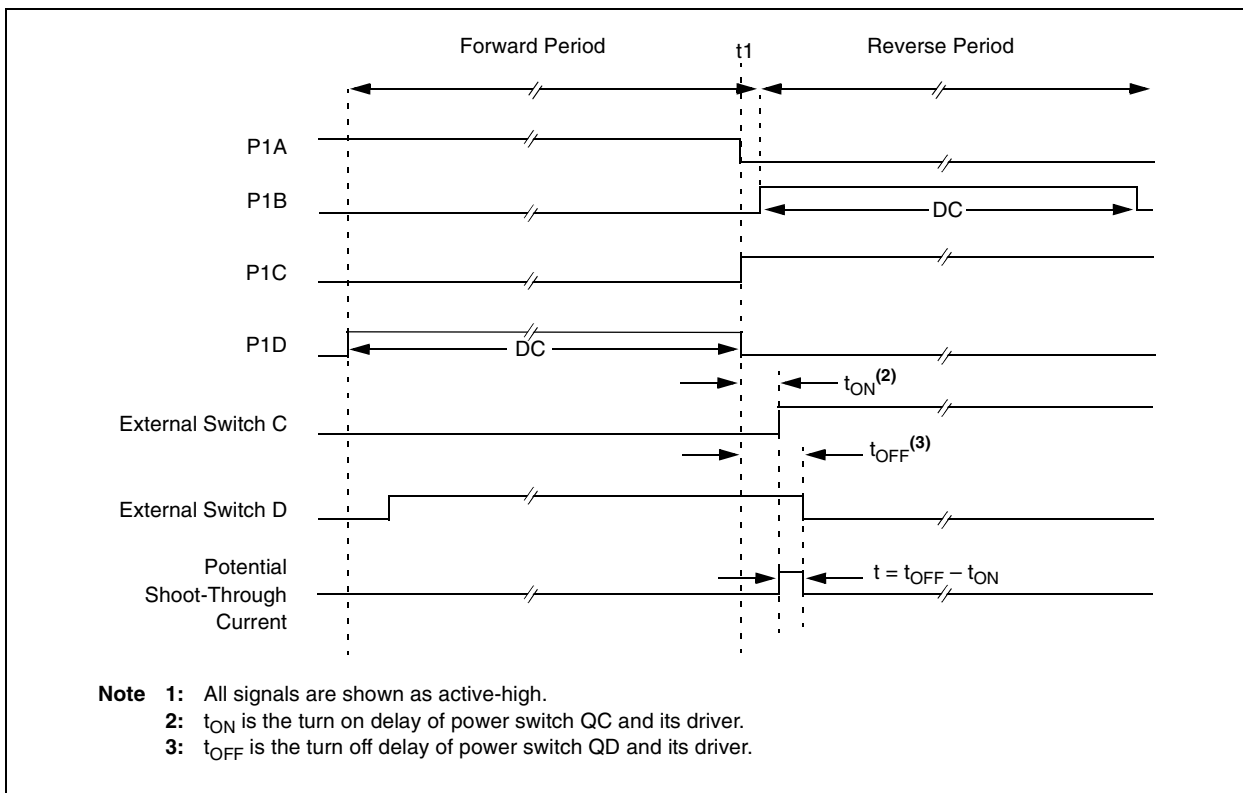 Forward Period
t1
Reverse Period
P1A
P1B
DC
P1C
P1D
DC
tON(2)
External Switch C
tOFF(3)
External Switch D
Potential
Shoot-Through
Current
t = tOFF – tON
Note 1: All signals are shown as active-high.
2: tON is the turn on delay of power switch QC and its driver.
3: tOFF is the turn off delay of power switch QD and its driver.